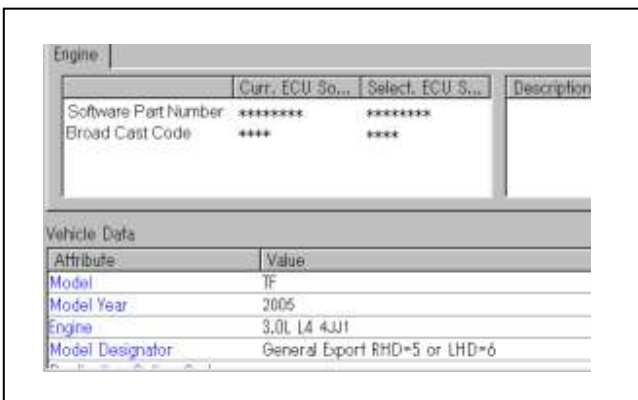 Engine
Curr. ECU So... Select. ECU S... Description
Software Part Number ******** ********
Broad Cast Code **** ****
Vehicle Data
Attribute Value
Model TF
Model Year 2005
Engine 3.0L L4 4JJ1
Model Designator General Export RHD=5 or LHD=6